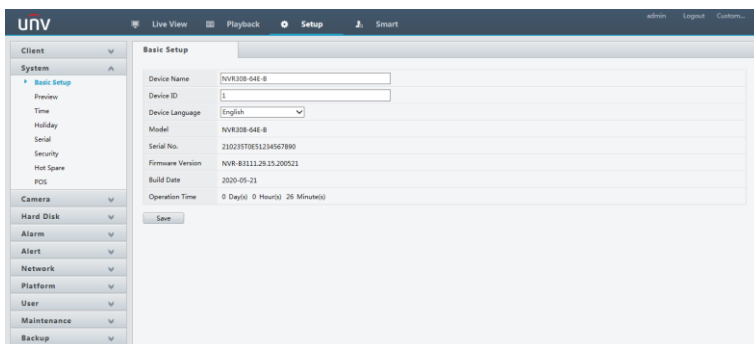 unv
Live View Playback Setup Smart
admin Logout Custom...
Client
System
Basic Setup
Preview
Time
Holiday
Serial
Security
Hot Spare
POS
Camera
Hard Disk
Alarm
Alert
Network
Platform
User
Maintenance
Backup
Basic Setup
Device Name NVR308-64E-B
Device ID 1
Device Language English
Model NVR308-64E-B
Serial No. 210235T0E51234567890
Firmware Version NVR-B3111.29.15.200521
Build Date 2020-05-21
Operation Time 0 Day(s) 0 Hour(s) 26 Minute(s)
Save